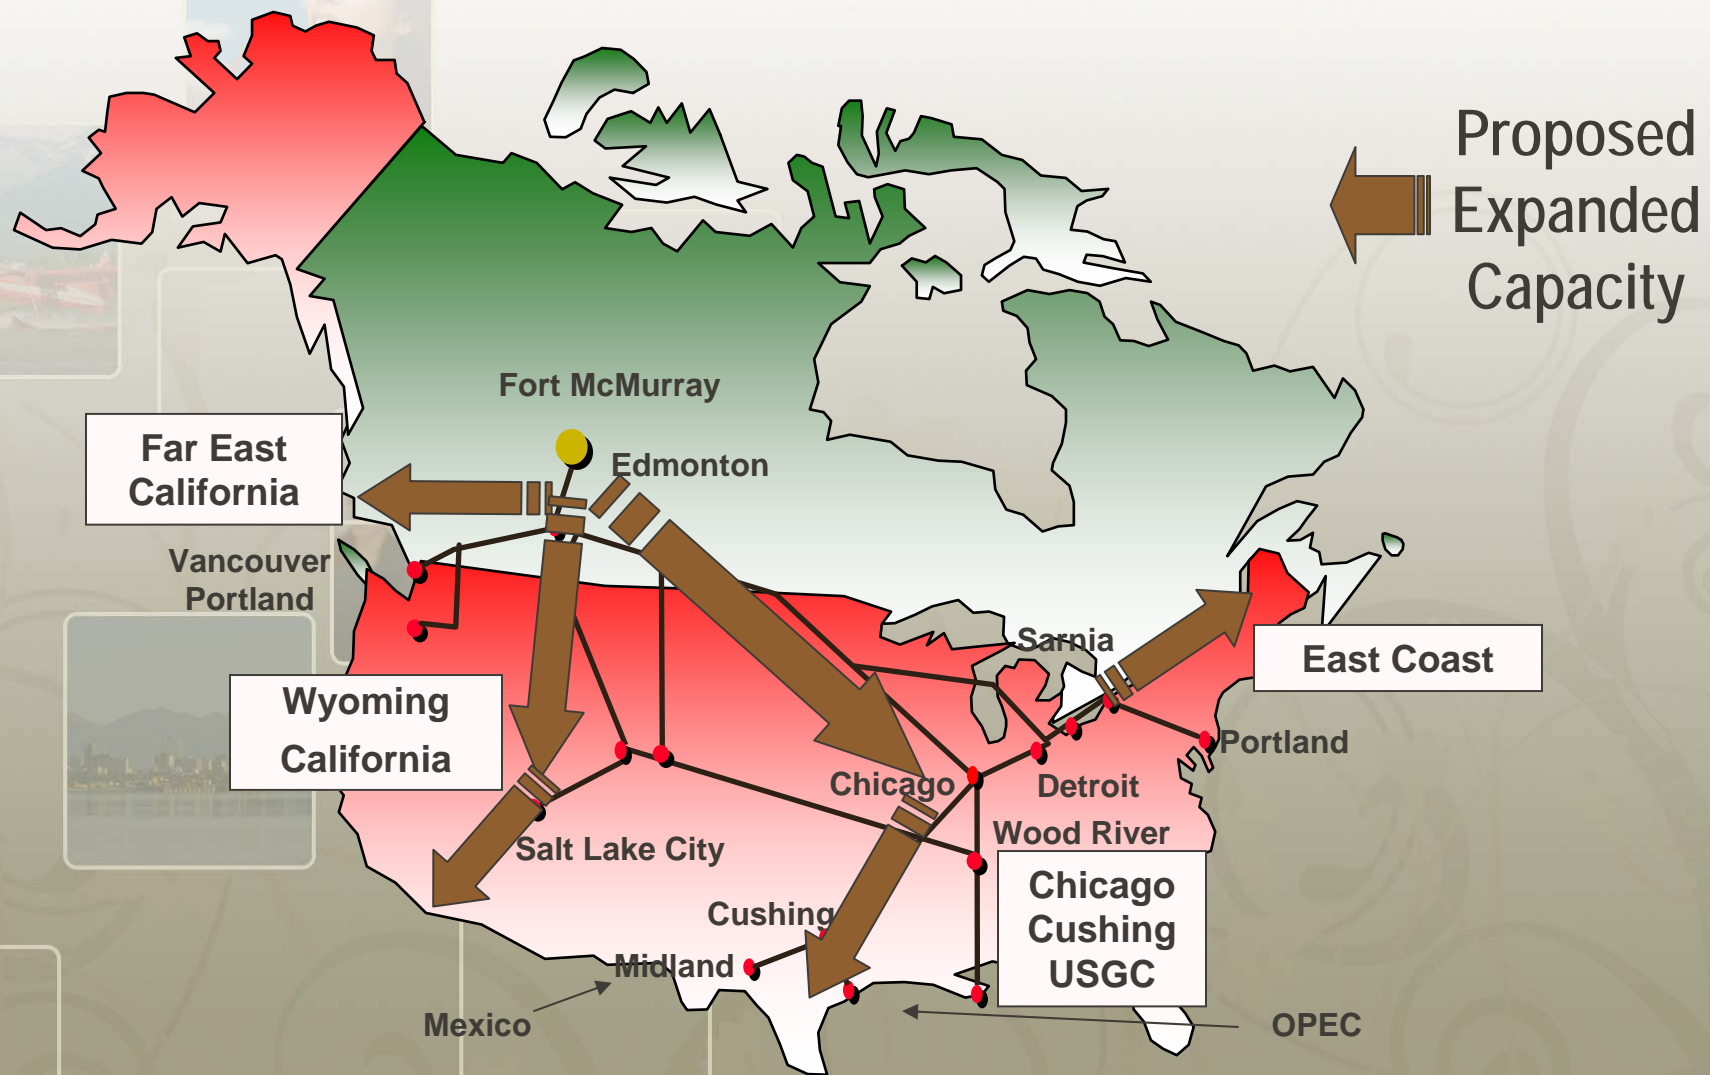 Proposed
Expanded
Capacity
Fort McMurray
Far East
California
Edmonton
Vancouver
Portland
Sarnia
East Coast
Wyoming
California
Portland
Chicago
Detroit
Wood River
Salt Lake City
Chicago
Cushing
USGC
Cushing
Midland
Mexico
OPEC